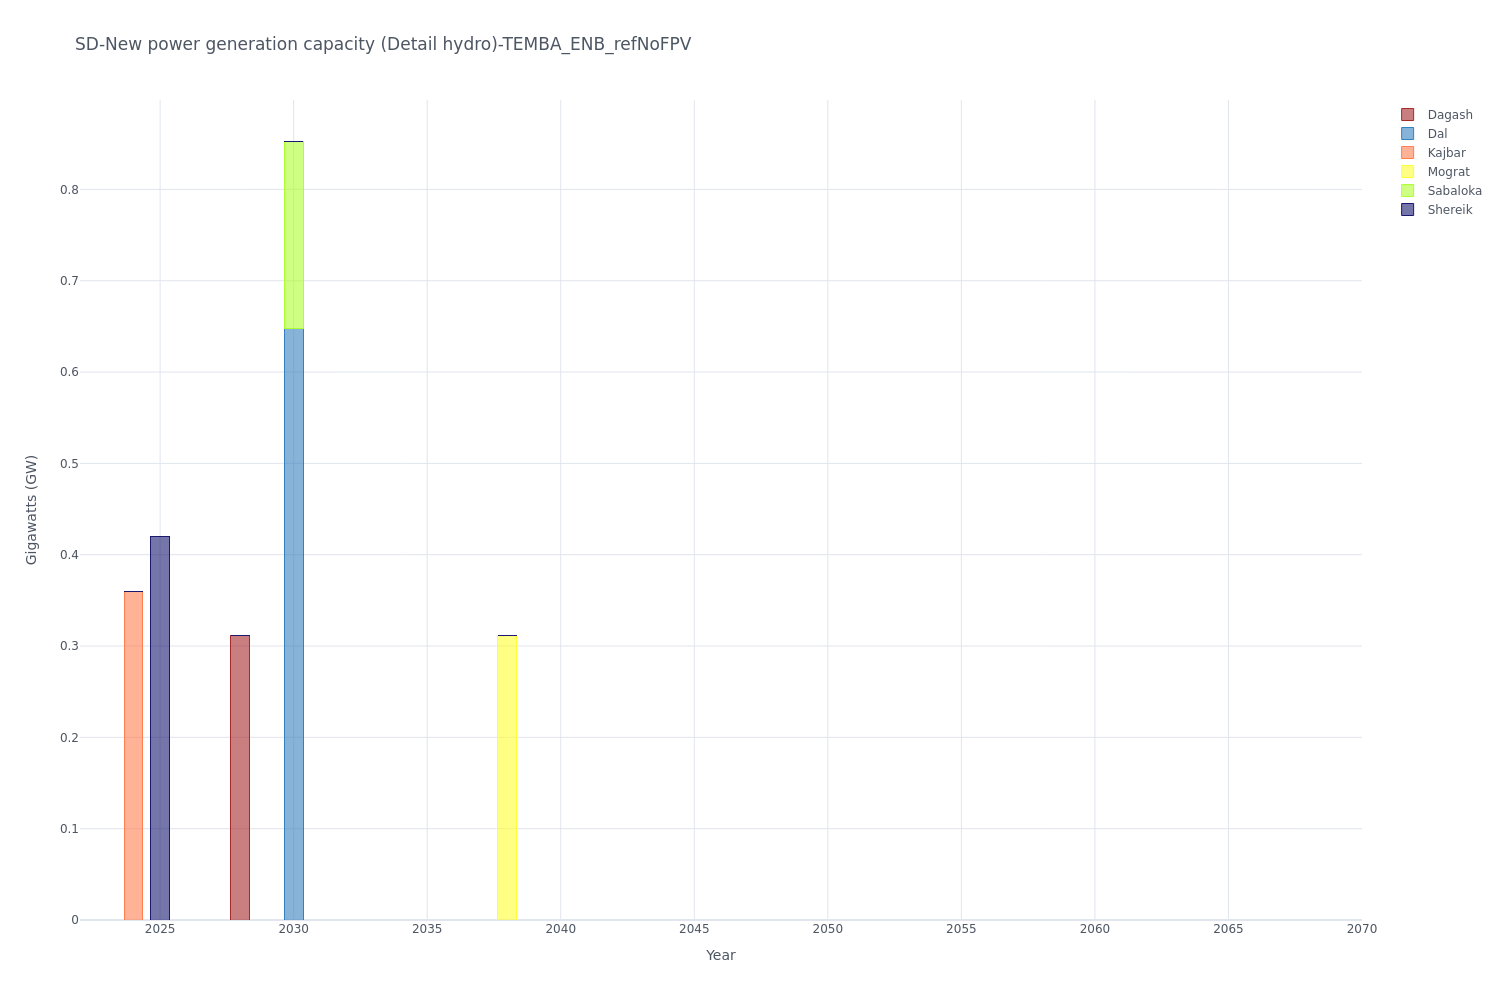 SD-New power generation capacity (Detail hydro)-TEMBA_ENB_refNoFPV
Dagash
Dal
Kajbar
Mograt
Sabaloka
Shereik
Gigawatts (GW)
0.8
0.7
0.6
0.5
0.4
0.3
0.2
0.1
0
2025 2030 2035 2040 2045 2050 2055 2060 2065 2070
Year